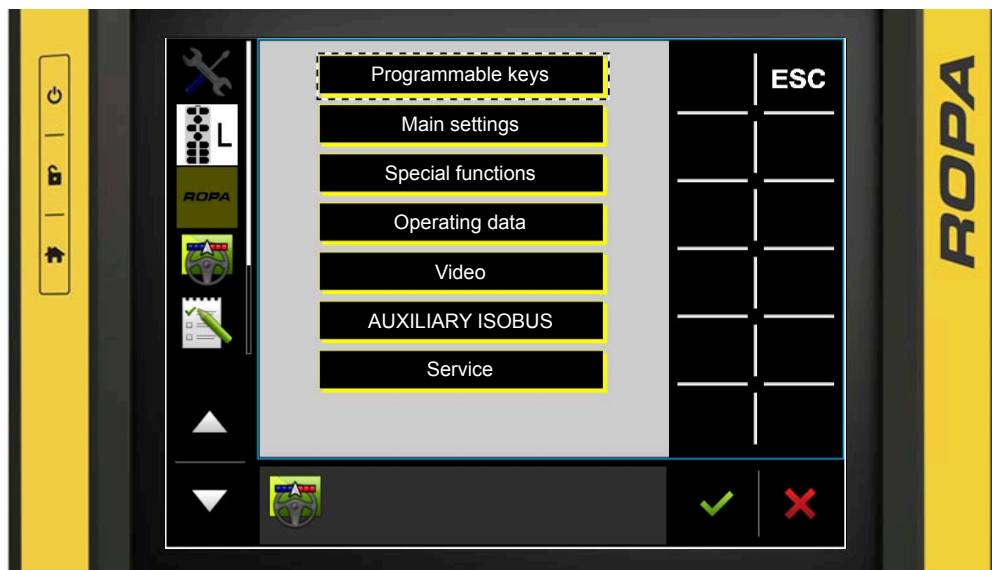 Programmable keys
ESC
Main settings
L
Special functions
ROPA
Operating data
Video
AUXILIARY ISOBUS
Service
ROPA